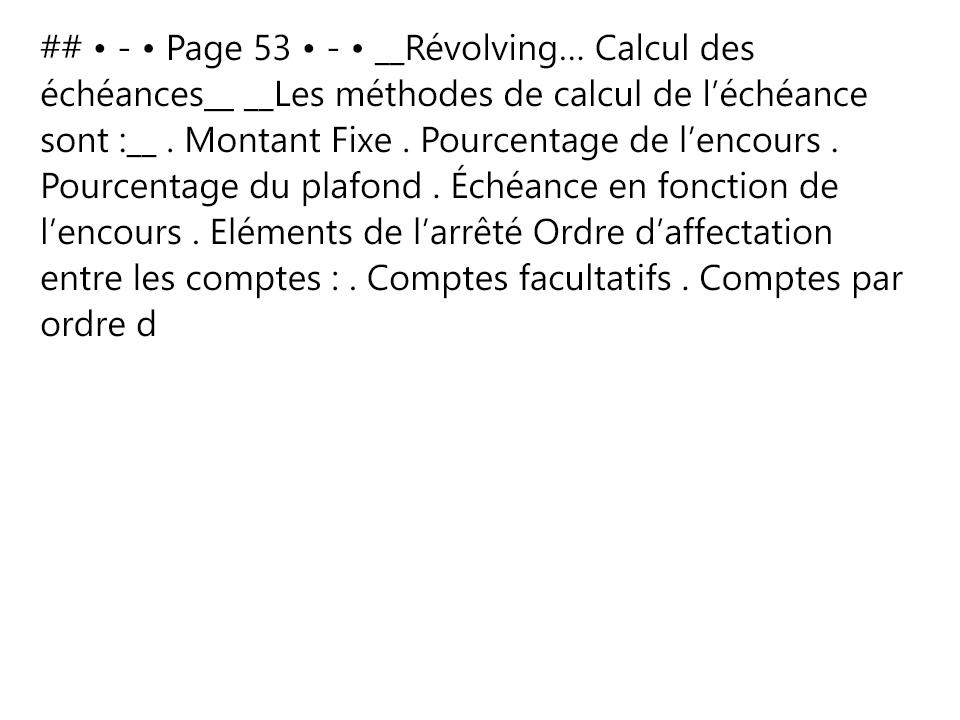 ## • - • Page 53 • - • __Révolving… Calcul des
échéances__ __Les méthodes de calcul de l’échéance
sont :__ . Montant Fixe . Pourcentage de l’encours .
Pourcentage du plafond . Échéance en fonction de
l’encours . Eléments de l’arrêté Ordre d’affectation
entre les comptes : . Comptes facultatifs . Comptes par
ordre d